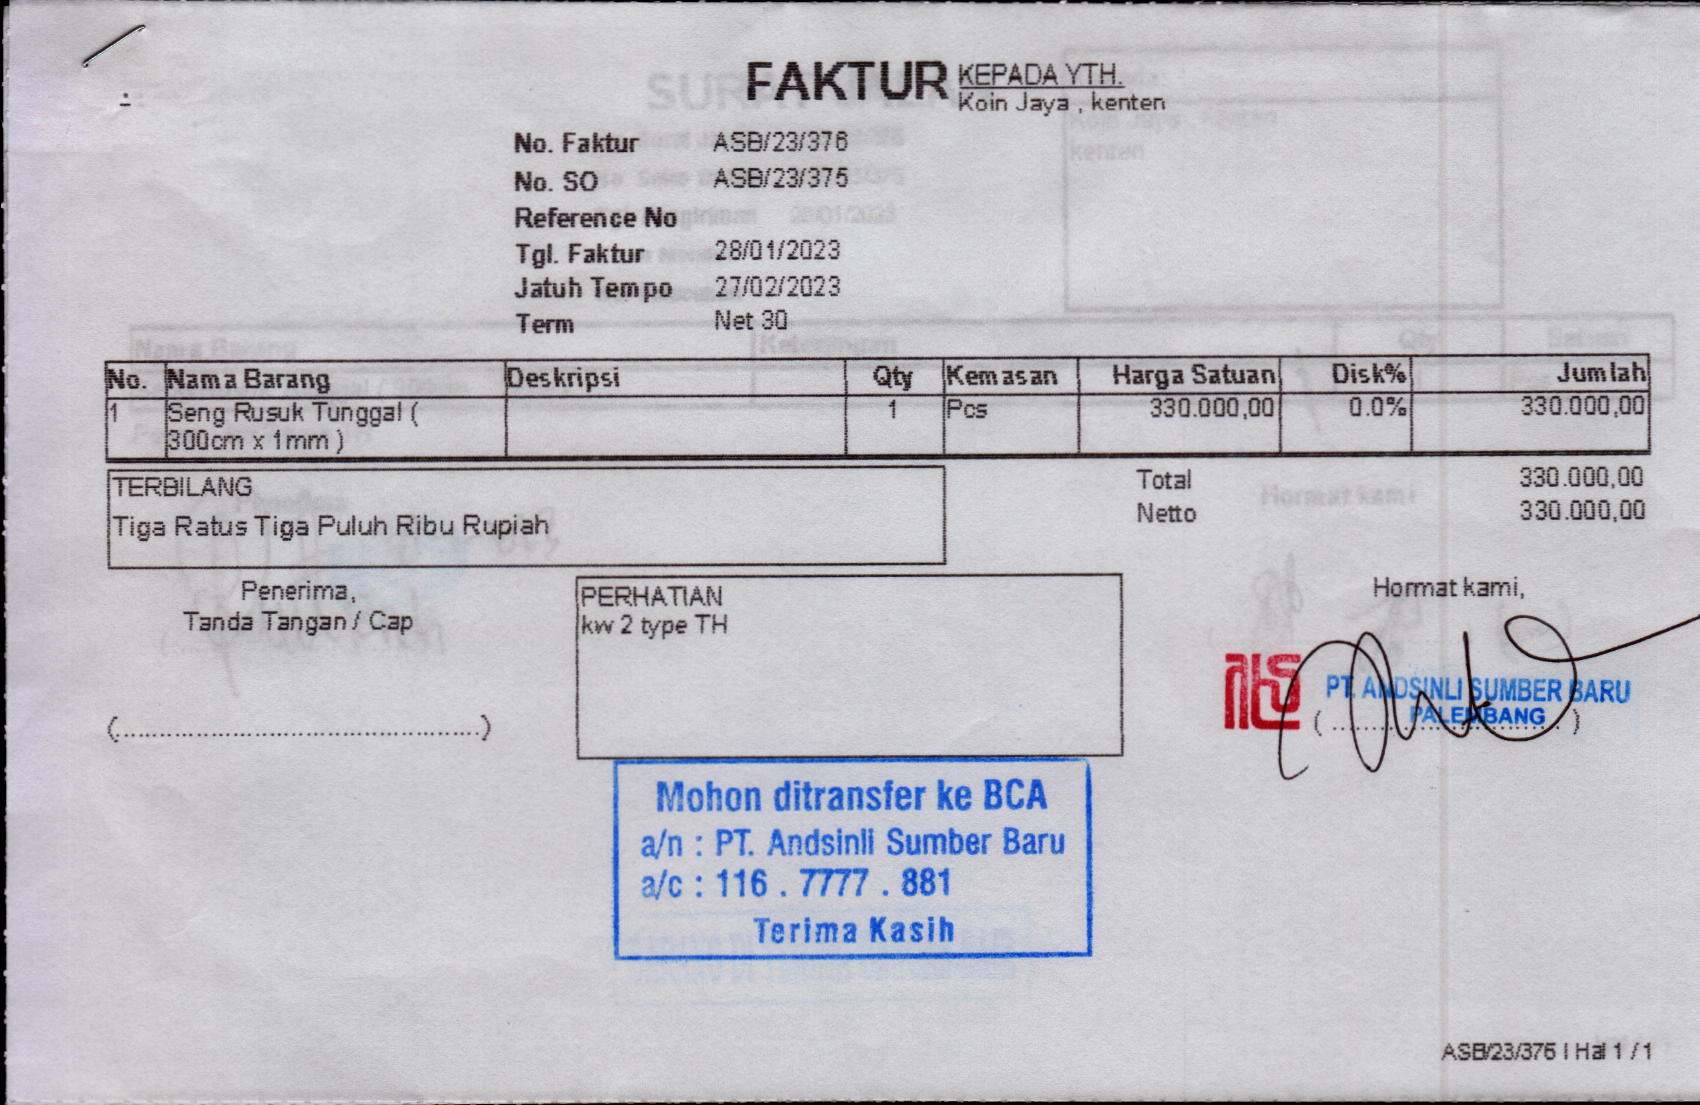 FAKTUR
KEPADA YTH.
Koin Jaya , kenten
No. Faktur ASB/23/376
No. SO ASB/23/375
Reference No
Tgl. Faktur 28/01/2023
Jatuh Tempo 27/02/2023
Term Net 30
No. Nama Barang Deskripsi Qty Kemasan Harga Satuan Disk% Jumlah
1 Seng Rusuk Tunggal ( 1 Pcs 330.000,00 0.0% 330.000,00
300cm x 1mm )
TERBILANG
Tiga Ratus Tiga Puluh Ribu Rupiah
Total 330.000,00
Netto 330.000,00
Penerima,
Tanda Tangan / Cap
(................................................)
PERHATIAN
kw 2 type TH
Hormat kami,
PT. ANDSINLI SUMBER BARU
PALEMBANG
Mohon ditransfer ke BCA
a/n : PT. Andsinli Sumber Baru
a/c : 116 . 7777 . 881
Terima Kasih
ASB/23/376 | Hal 1 / 1